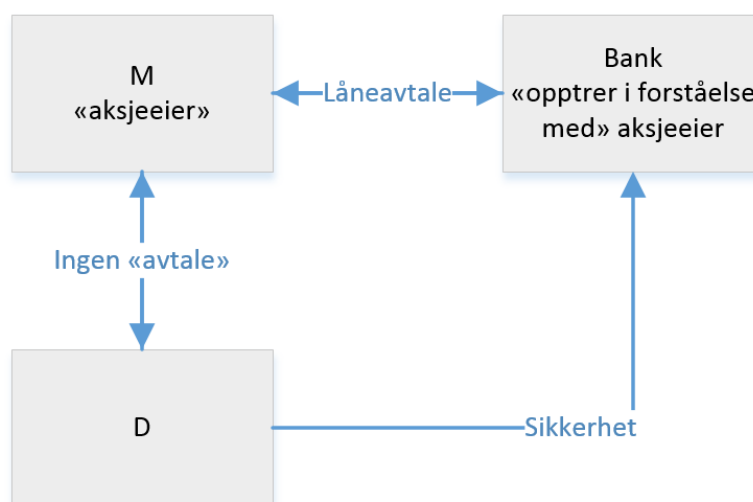 M
«aksjeeier»
Låneavtale
Bank
«opptrer i forståelse
med» aksjeeier
Ingen «avtale»
D
Sikkerhet